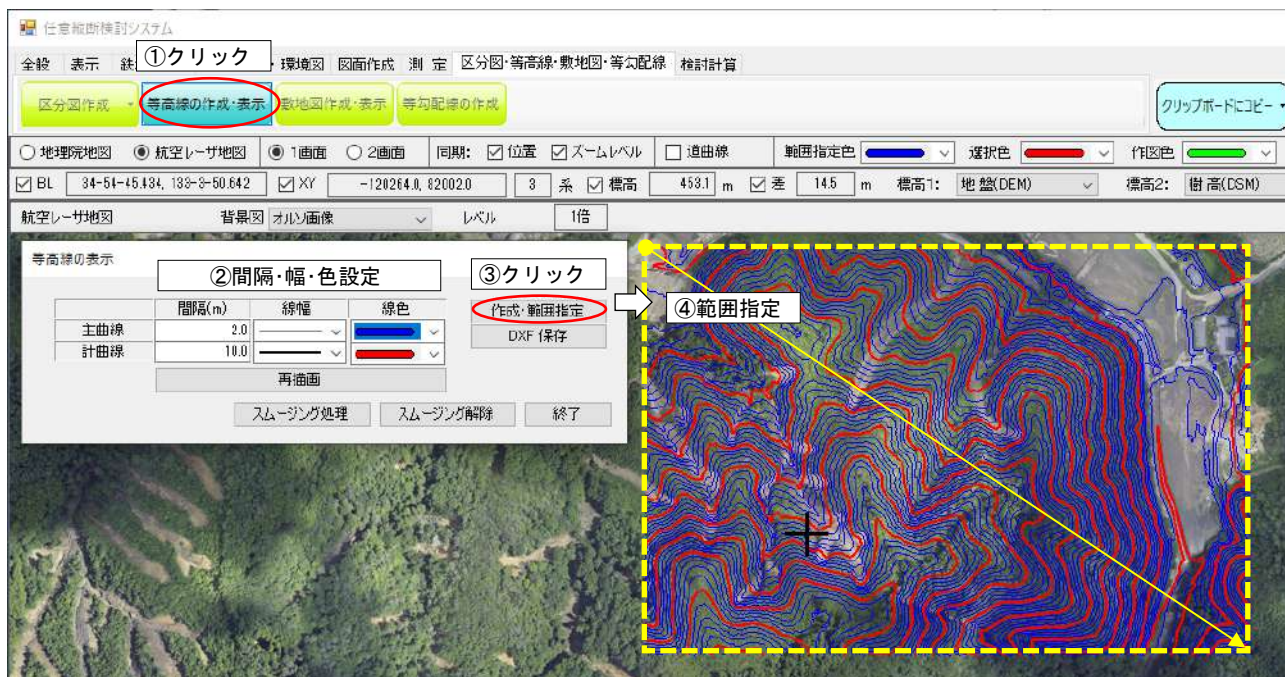 任意縦断検討システム
①クリック
全般 表示 鉄 ・環境図 図面作成 測 定 区分図・等高線・敷地図・等勾配線 検討計算
区分図作成 等高線の作成・表示 敷地図作成・表示 等勾配線の作成 クリップボードにコピー
地理院地図 航空レーザ地図 1画面 2画面 同期: 位置 ズームレベル 道曲線 範囲指定色 選択色 作図色
BL 34-54-45.434, 133-3-50.642 XY -120264.0, 82002.0 3 系 標高 453.1 m 差 14.5 m 標高1: 地盤(DEM) 標高2: 樹高(DSM)
航空レーザ地図 背景図 オルソ画像 レベル 1倍
等高線の表示
②間隔・幅・色設定
③クリック
間隔(m) 線幅 線色
作成・範囲指定
④範囲指定
主曲線 2.0
DXF 保存
計曲線 10.0
再描画
スムージング処理 スムージング解除 終了